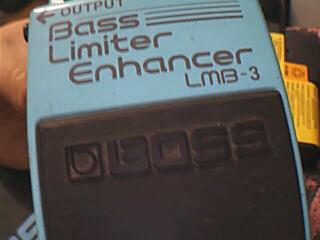 OUTPUT
Bass
Limiter
Enhancer
LMB-3
BOSS